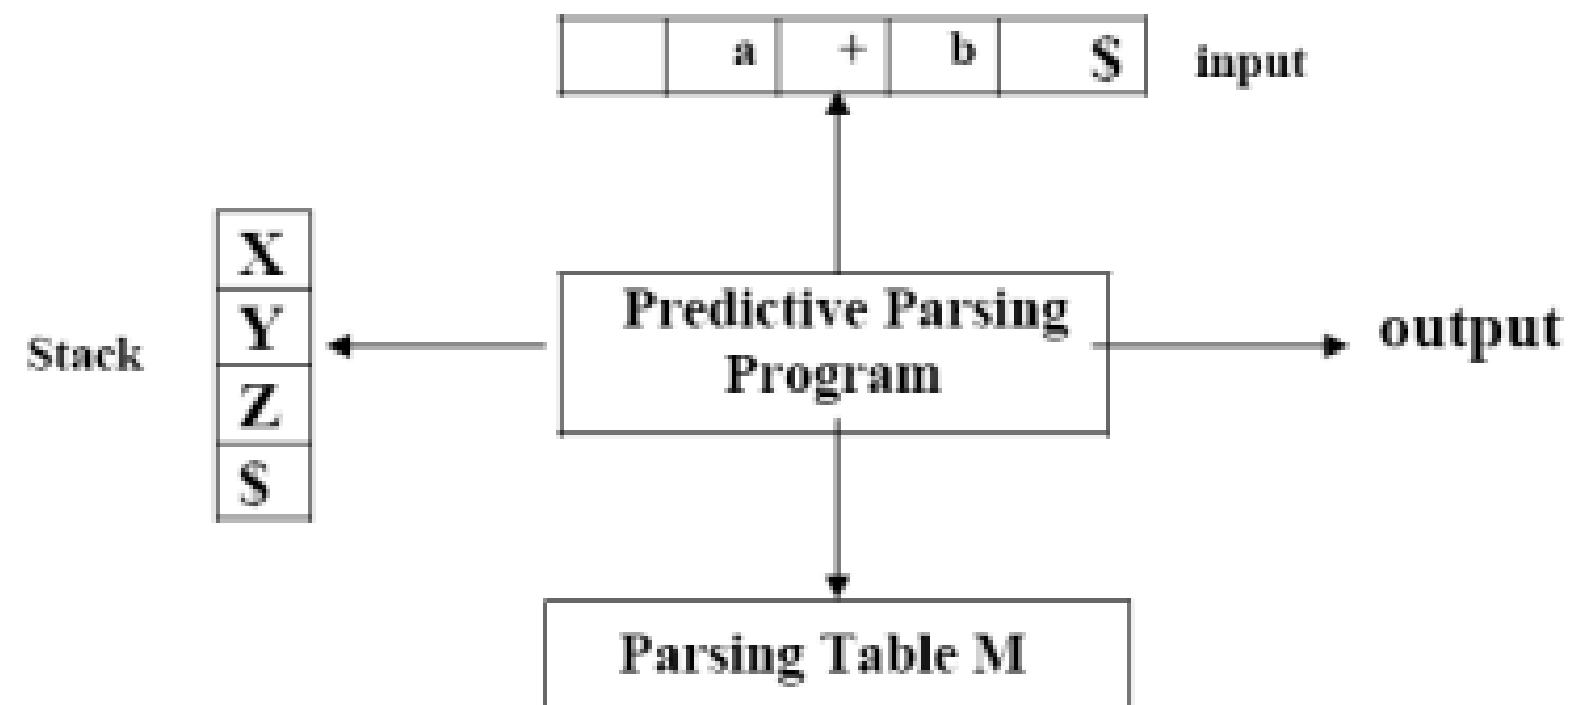 a + b $ input
X
Y
Z
$
Stack
Predictive Parsing
Program
output
Parsing Table M